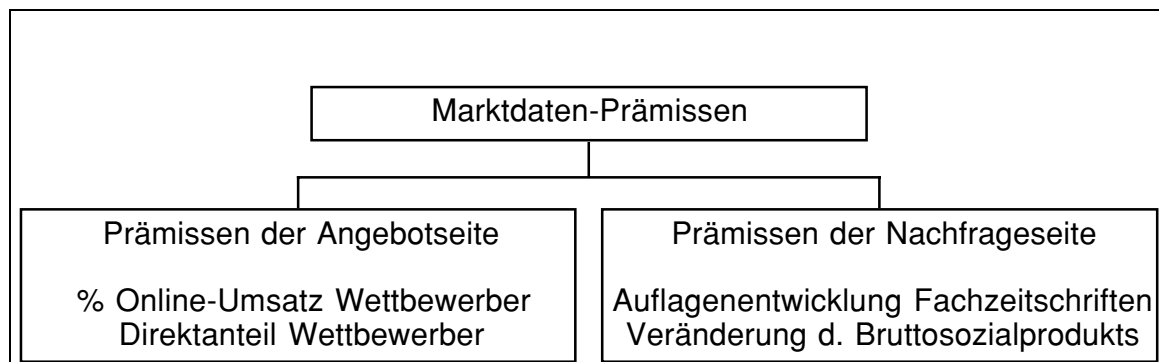 Marktdaten-Prämissen
Prämissen der Angebotseite
% Online-Umsatz Wettbewerber
Direktanteil Wettbewerber
Prämissen der Nachfrageseite
Auflagenentwicklung Fachzeitschriften
Veränderung d. Bruttosozialprodukts